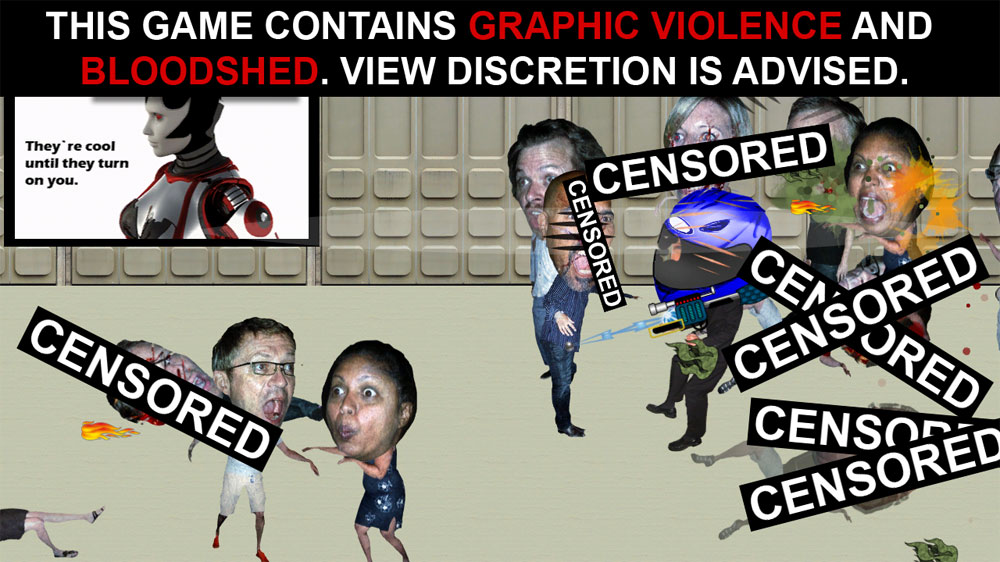 THIS GAME CONTAINS GRAPHIC VIOLENCE AND
BLOODSHED. VIEW DISCRETION IS ADVISED.
They`re cool
until they turn
on you.
CENSORED
CENSORED
CENSORED
CENSORED
CENSORED
CENSORED
CENSORED